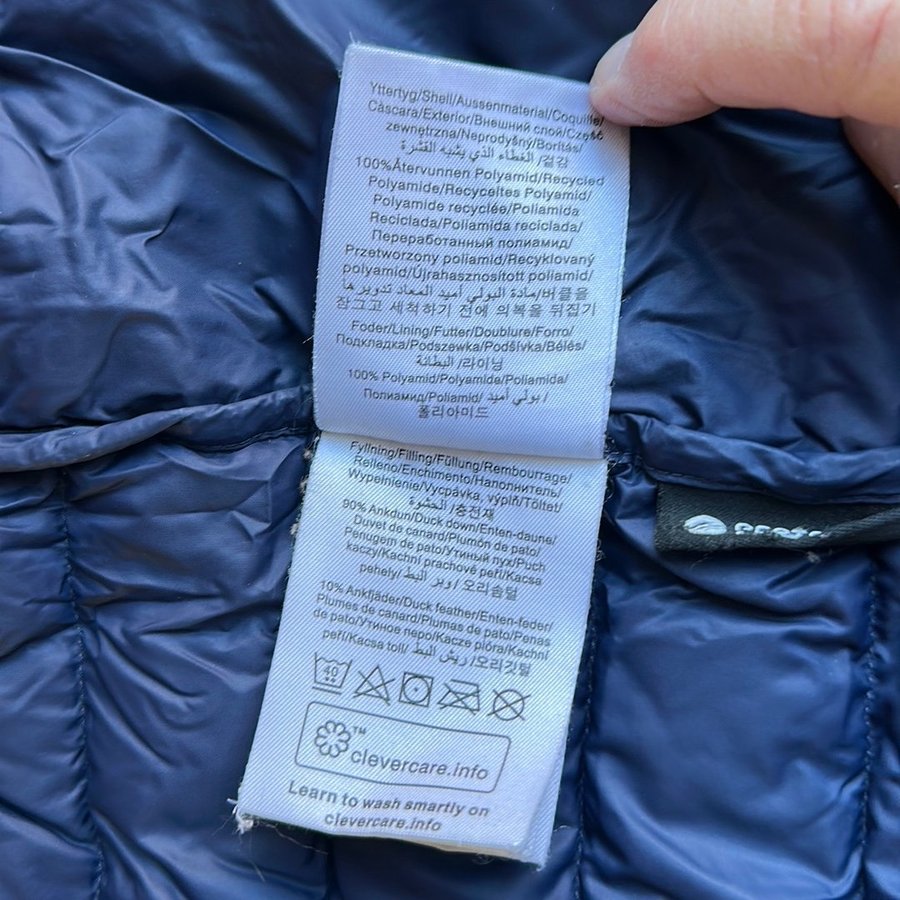 Yttertyg/Shell/Aussenmaterial/Coquille/
Cáscara/Exterior/Внешний слой/Część
zewnętrzna/Neprodyšný/Borítás/
겉감/ الغطاء الذي يشبه القشرة
100%Återvunnen Polyamid/Recycled
Polyamide/Recyceltes Polyemid/
Polyamide recyclée/Poliamida
Reciclada/Poliamida reciclada/
Переработанный полиамид/
Przetworzony poliamid/Recyklovaný
polyamid/Újrahasznosított poliamid/
버클을/مادة البولي أميد المعاد تدويرها
잠그고 세척하기 전에 의복을 뒤집기
Foder/Lining/Futter/Doublure/Forro/
Подкладка/Podszewka/Podšívka/Bélés/
라이닝/ البطانة
100% Polyamid/Polyamide/Poliamida/
Полиамид/Poliamid/ بولي أميد/
폴리아미드
Fyllning/Filling/Füllung/Rembourrage/
Relleno/Enchimento/Наполнитель/
Wypełnienie/Vycpávka, výplň/Töltet/
충전재/ الحشوة
90% Ankdun/Duck down/Enten-daune/
Duvet de canard/Plumón de pato/
Penugem de pato/Утиный пух/Puch
kaczy/Kachní prachové peří/Kacsa
pehely/ وبر البط /오리솜털
10% Ankfjäder/Duck feather/Enten-feder/
Plumes de canard/Plumas de pato/Penas
de pato/Утиное перо/Kacze pióra/Kachní
peří/Kacsa toll/ ريش البط /오리깃털
40
clevercare.info
TM
Learn to wash smartly on
clevercare.info